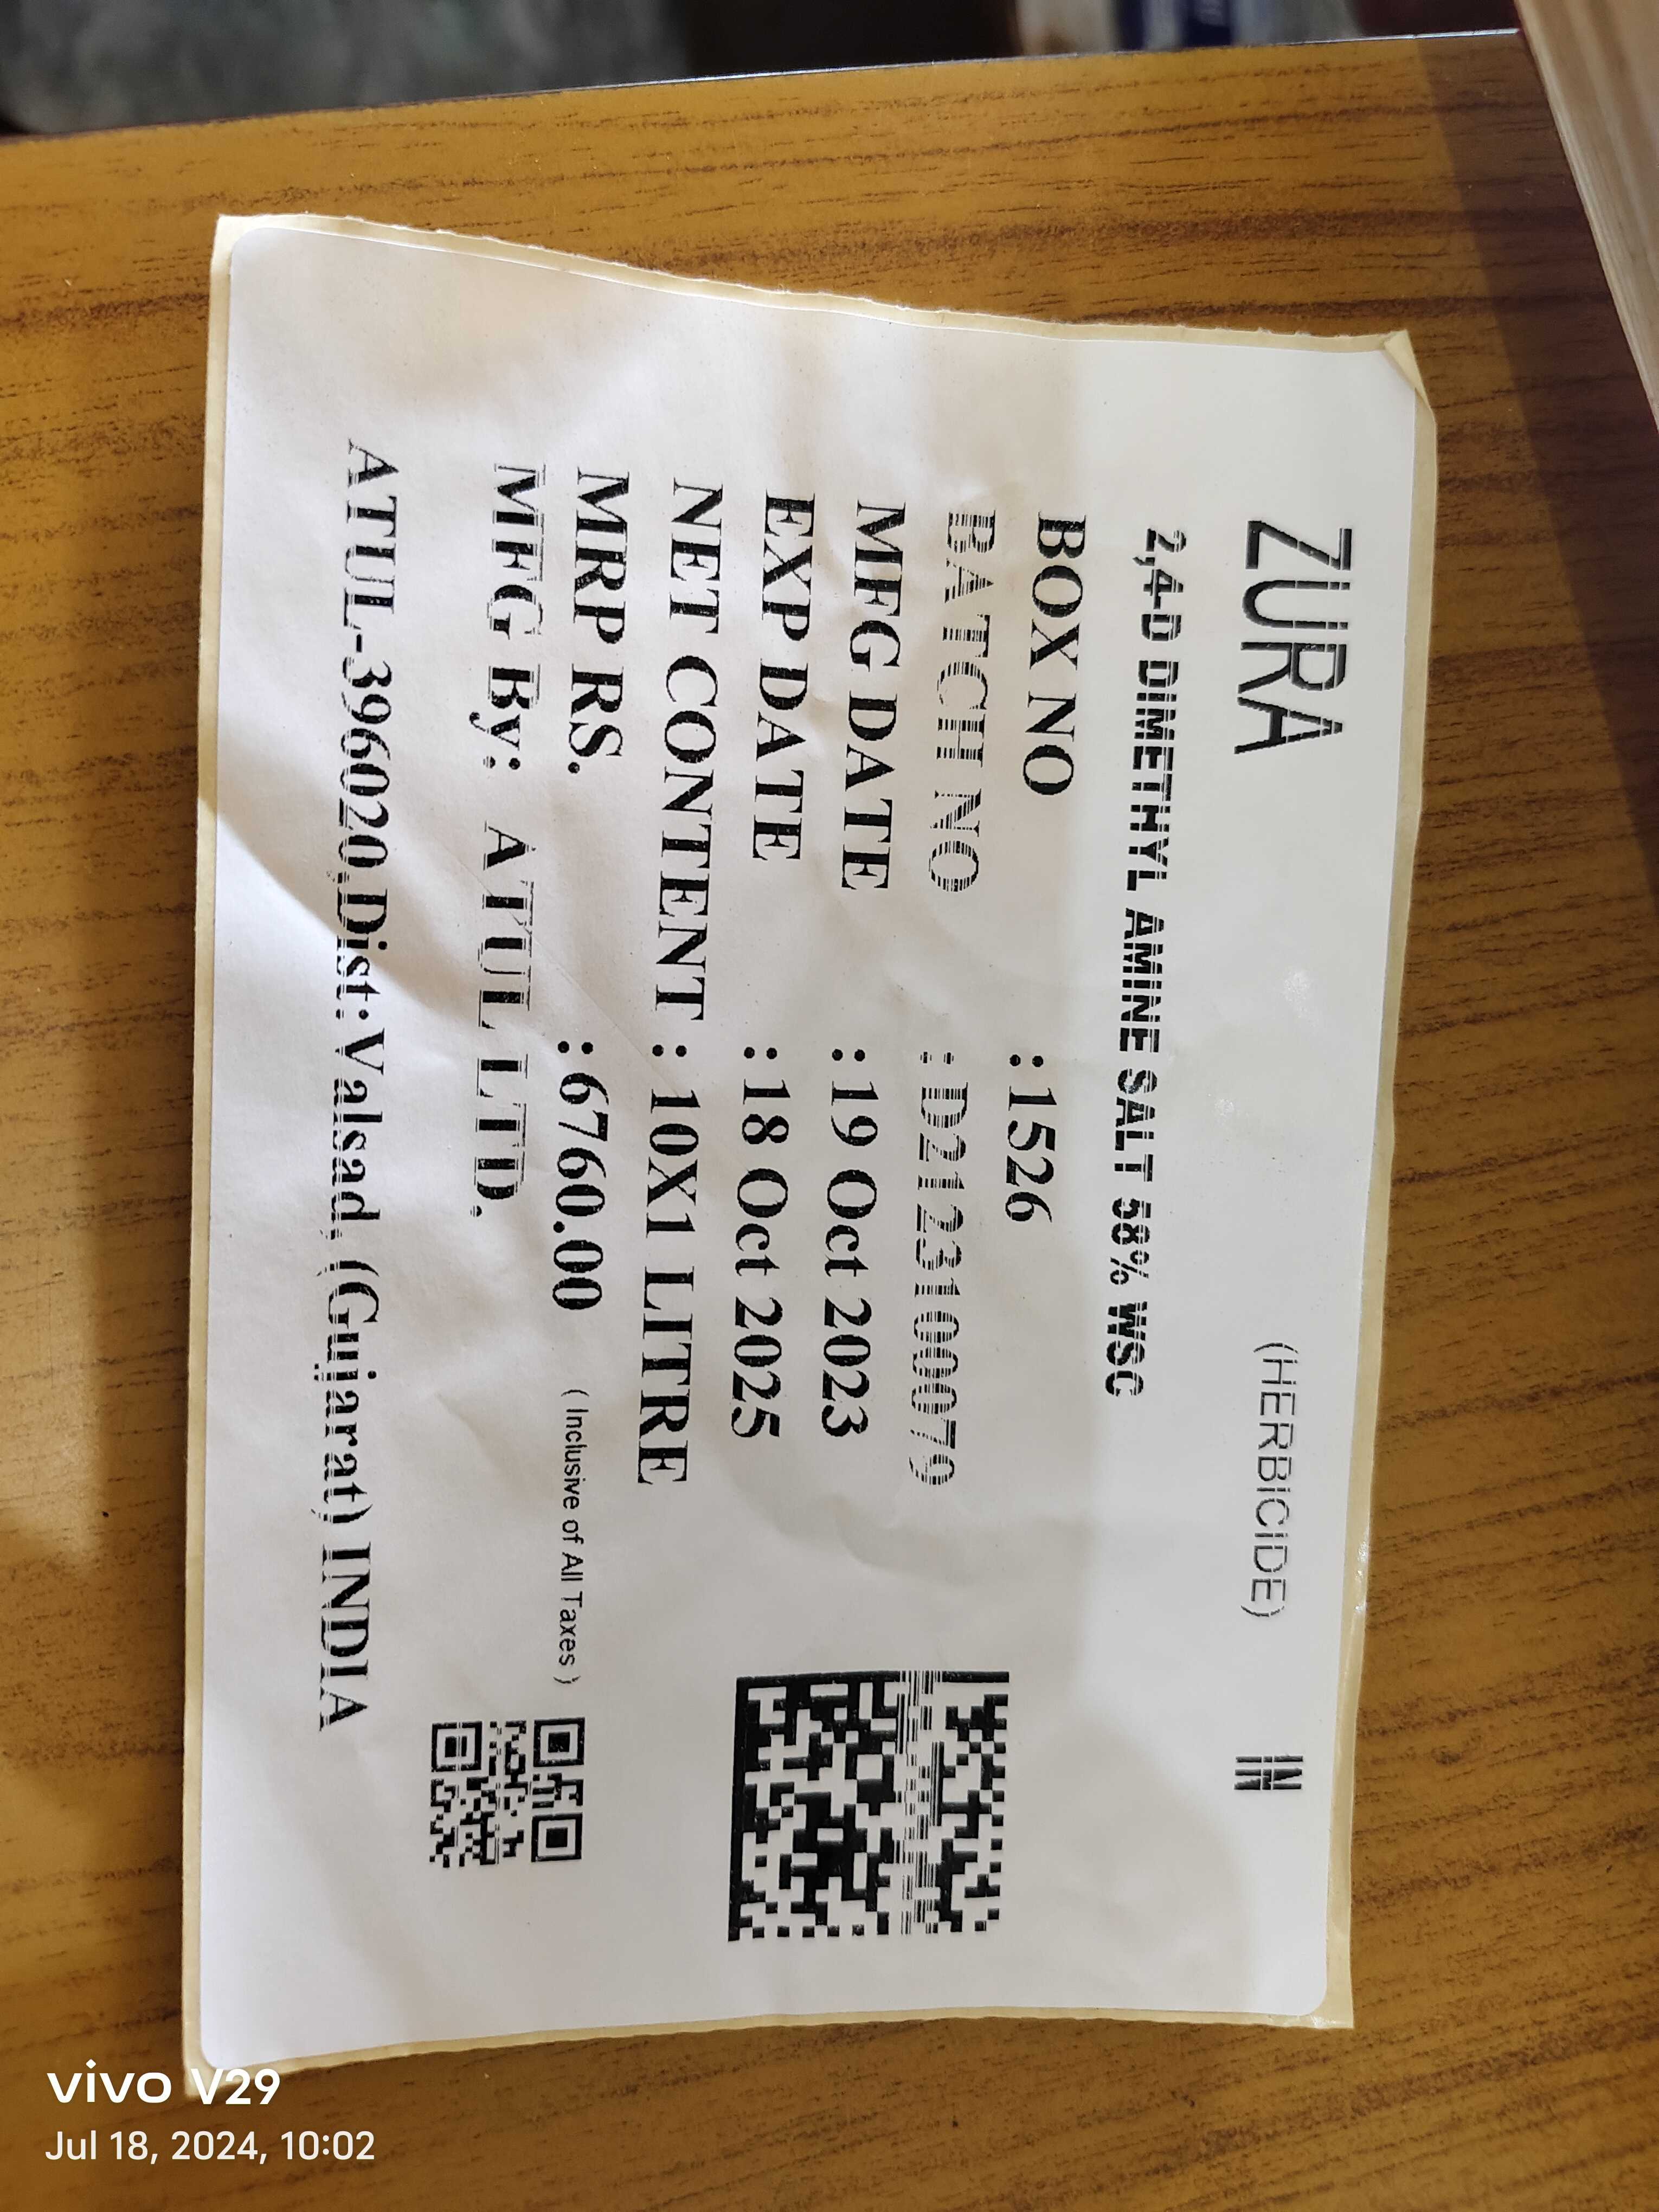 ZURA (HERBICIDE) IN
2,4-D DIMETHYL AMINE SALT 58% WSC
BOX NO : 1526
BATCH NO : D2123100079
MFG DATE : 19 Oct 2023
EXP DATE : 18 Oct 2025
NET CONTENT : 10X1 LITRE
MRP RS. : 6760.00 ( Inclusive of All Taxes )
MFG By: ATUL LTD.
ATUL-396020.Dist:Valsad, (Gujarat) INDIA
vivo V29
Jul 18, 2024, 10:02